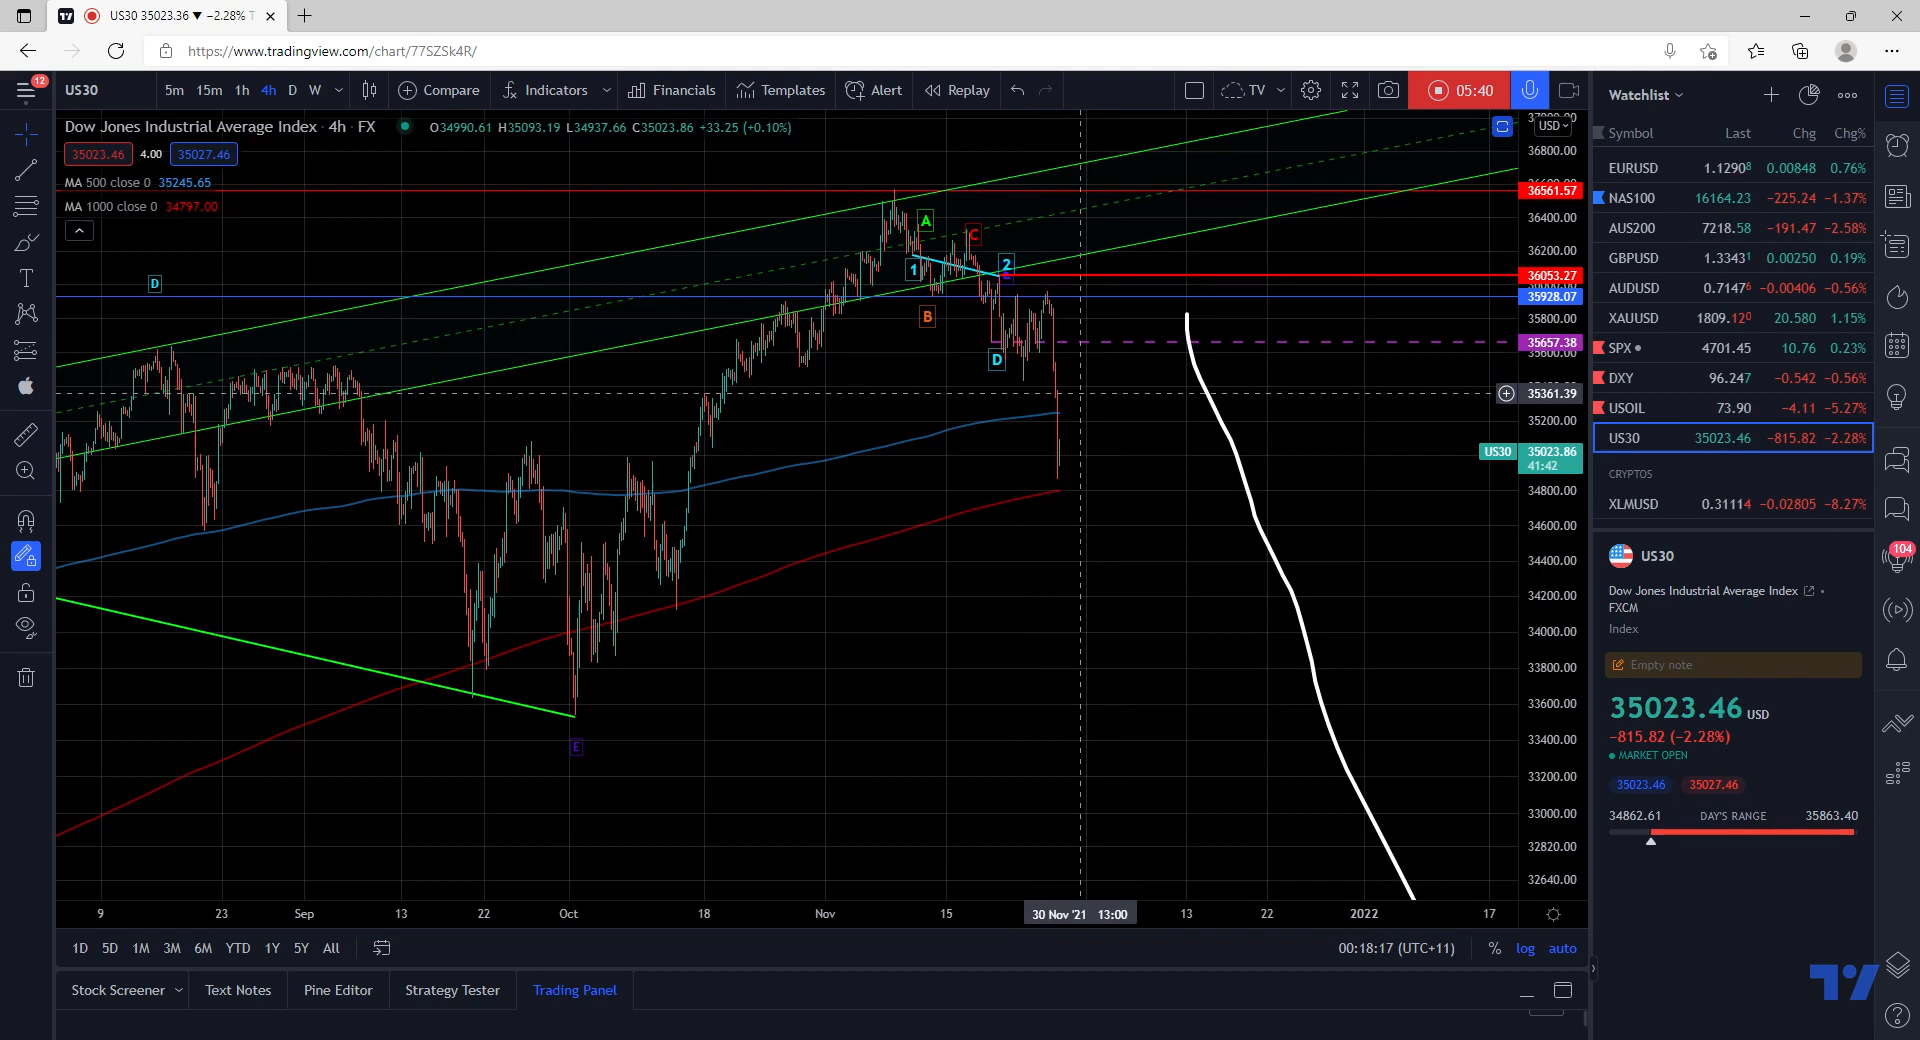 US30 35023.36 ▼ −2.28%
https://www.tradingview.com/chart/77SZSk4R/
12
US30 5m 15m 1h 4h D W Compare Indicators Financials Templates Alert Replay TV 05:40
Dow Jones Industrial Average Index · 4h · FX O34990.61 H35093.19 L34937.66 C35023.86 +33.25 (+0.10%)
35023.46 4.00 35027.46
MA 500 close 0 35245.65
MA 1000 close 0 34797.00
D
A
C
1
2
B
D
E
USD
36800.00
36561.57
36400.00
36200.00
36053.27
35928.07
35800.00
35657.38
35600.00
35361.39
35200.00
US30 35023.86
41:42
34800.00
34600.00
34400.00
34200.00
34000.00
33800.00
33600.00
33400.00
33200.00
33000.00
32820.00
32640.00
9 23 Sep 13 22 Oct 18 Nov 15 30 Nov '21 13:00 13 22 2022 17
1D 5D 1M 3M 6M YTD 1Y 5Y All 00:18:17 (UTC+11) % log auto
Stock Screener Text Notes Pine Editor Strategy Tester Trading Panel
Watchlist
Symbol Last Chg Chg%
EURUSD 1.12908 0.00848 0.76%
NAS100 16164.23 −225.24 −1.37%
AUS200 7218.58 −191.47 −2.58%
GBPUSD 1.33431 0.00250 0.19%
AUDUSD 0.71476 −0.00406 −0.56%
XAUUSD 1809.120 20.580 1.15%
SPX 4701.45 10.76 0.23%
DXY 96.247 −0.542 −0.56%
USOIL 73.90 −4.11 −5.27%
US30 35023.46 −815.82 −2.28%
CRYPTOS
XLMUSD 0.31114 −0.02805 −8.27%
US30
Dow Jones Industrial Average Index •
FXCM
Index
Empty note
35023.46 USD
−815.82 (−2.28%)
MARKET OPEN
35023.46 35027.46
34862.61 DAY'S RANGE 35863.40
104